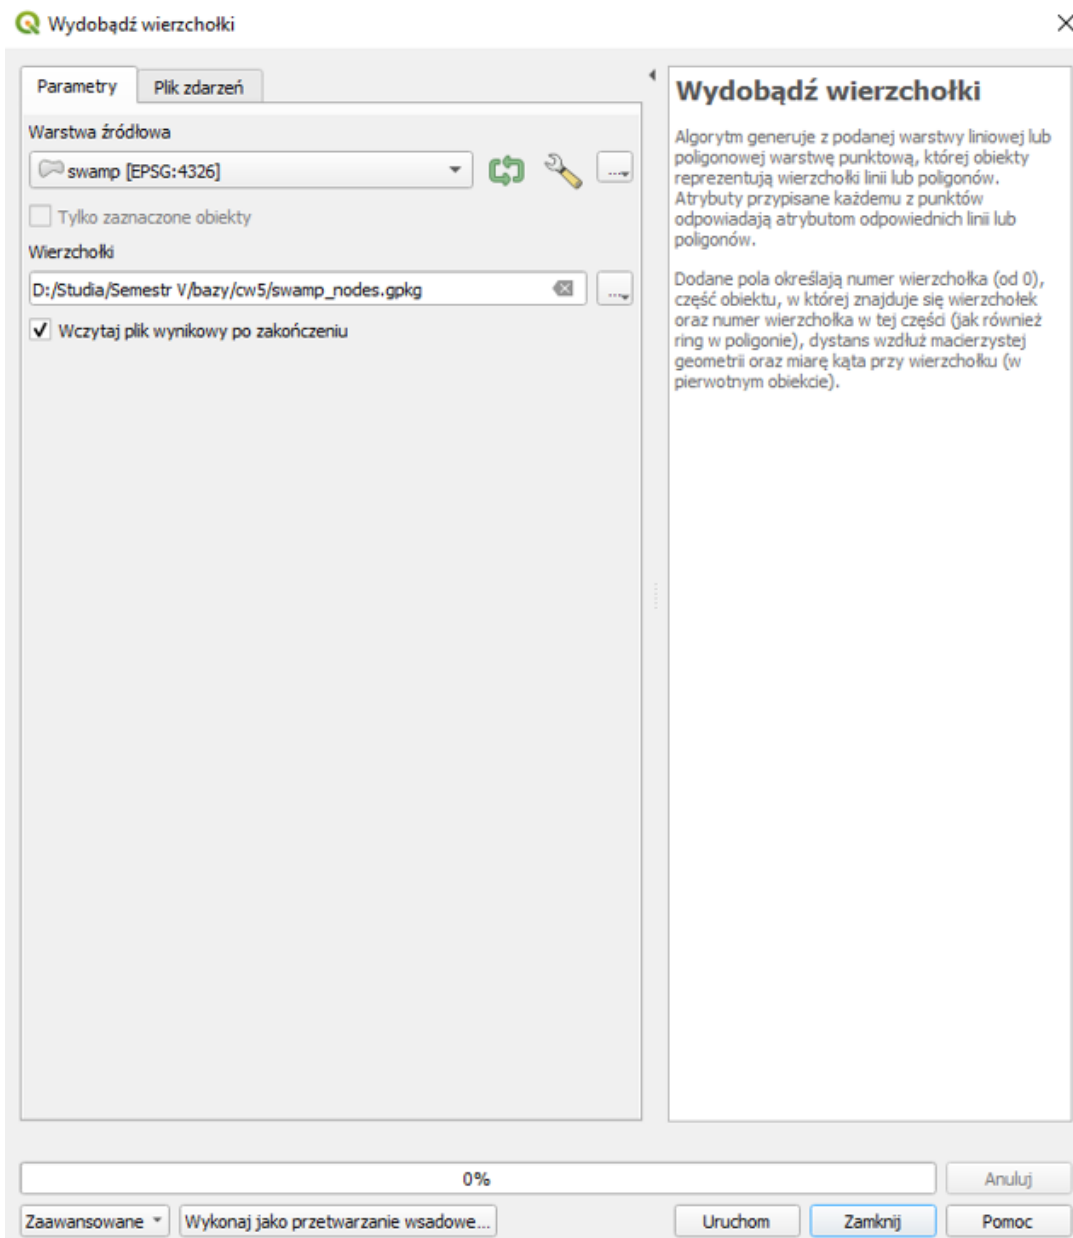 Wydobądź wierzchołki
Parametry
Plik zdarzeń
Warstwa źródłowa
swamp [EPSG:4326]
...
Tylko zaznaczone obiekty
Wierzchołki
D:/Studia/Semestr V/bazy/cw5/swamp_nodes.gpkg
...
Wczytaj plik wynikowy po zakończeniu
Wydobądź wierzchołki
Algorytm generuje z podanej warstwy liniowej lub
poligonowej warstwę punktową, której obiekty
reprezentują wierzchołki linii lub poligonów.
Atrybuty przypisane każdemu z punktów
odpowiadają atrybutom odpowiednich linii lub
poligonów.
Dodane pola określają numer wierzchołka (od 0),
część obiektu, w której znajduje się wierzchołek
oraz numer wierzchołka w tej części (jak również
ring w poligonie), dystans wzdłuż macierzystej
geometrii oraz miarę kąta przy wierzchołku (w
pierwotnym obiekcie).
0%
Anuluj
Zaawansowane
Wykonaj jako przetwarzanie wsadowe...
Uruchom
Zamknij
Pomoc